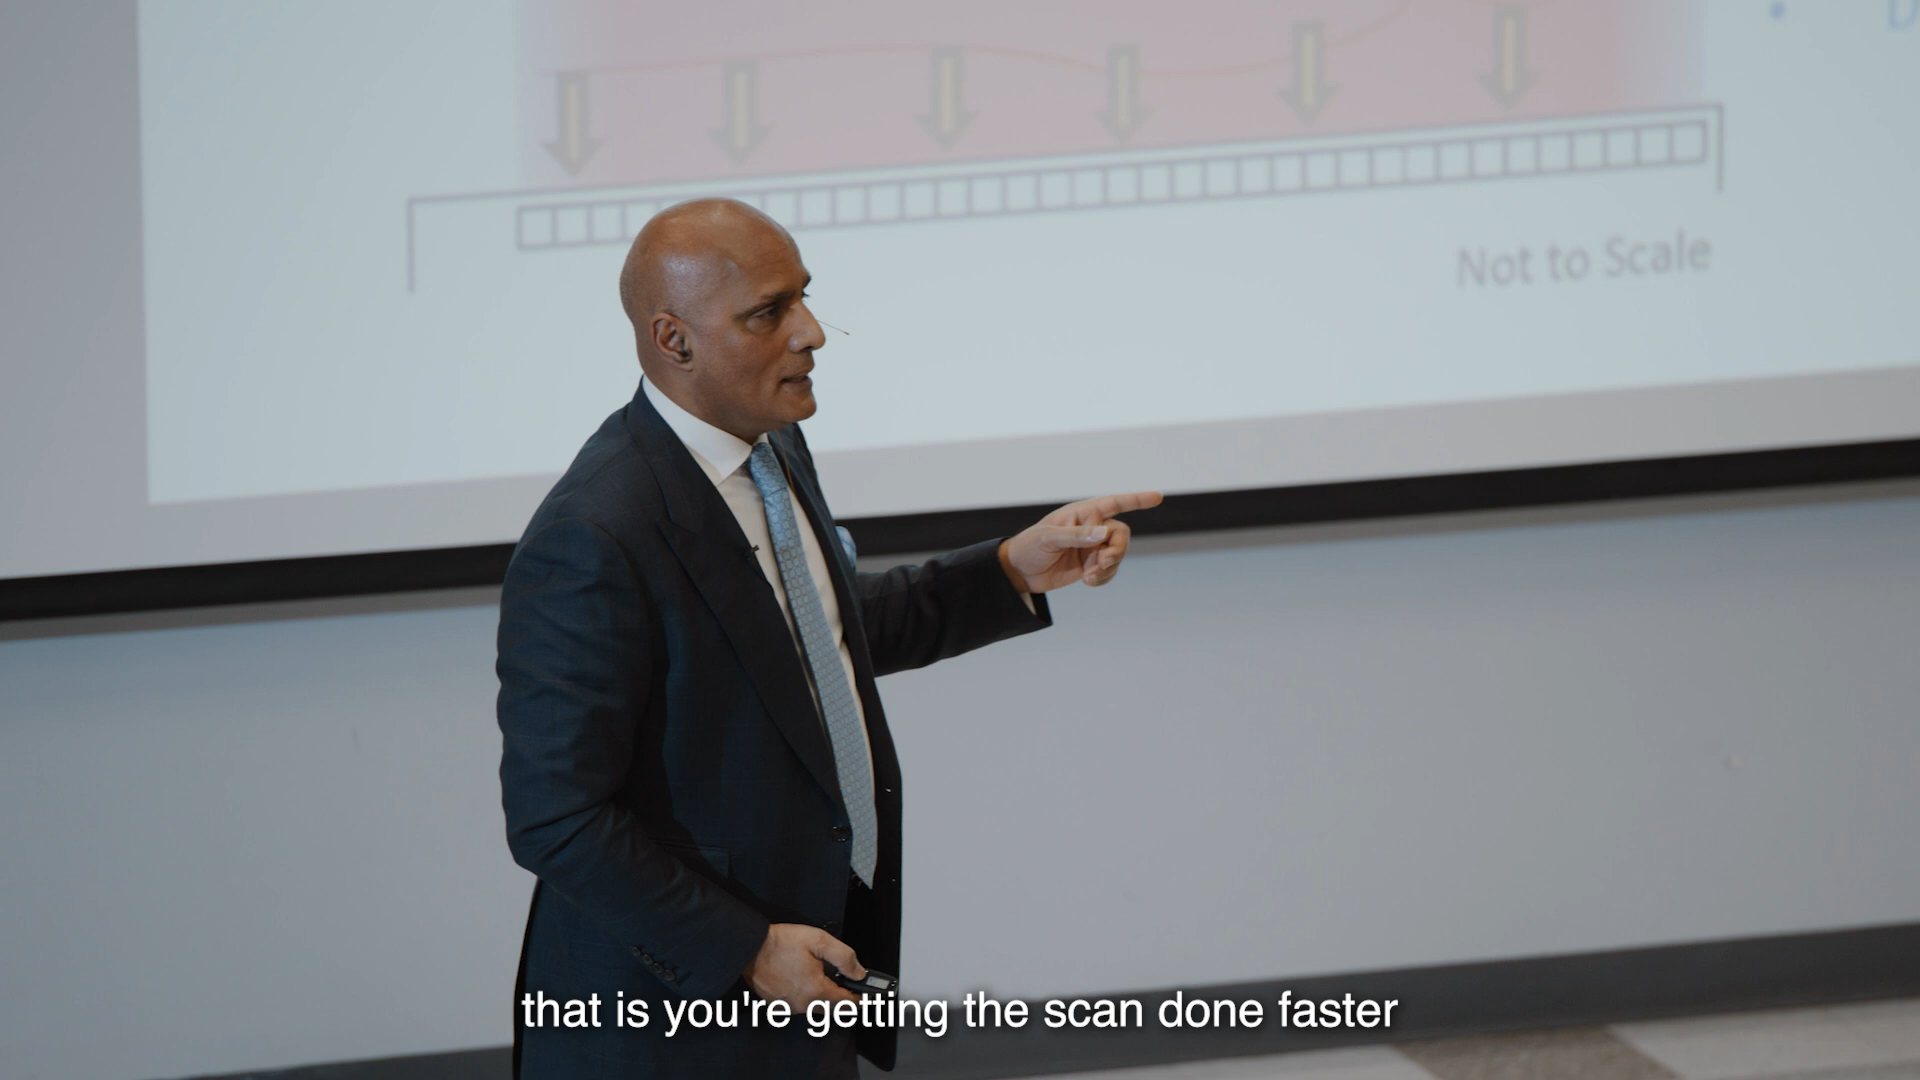 Not to Scale
that is you're getting the scan done faster